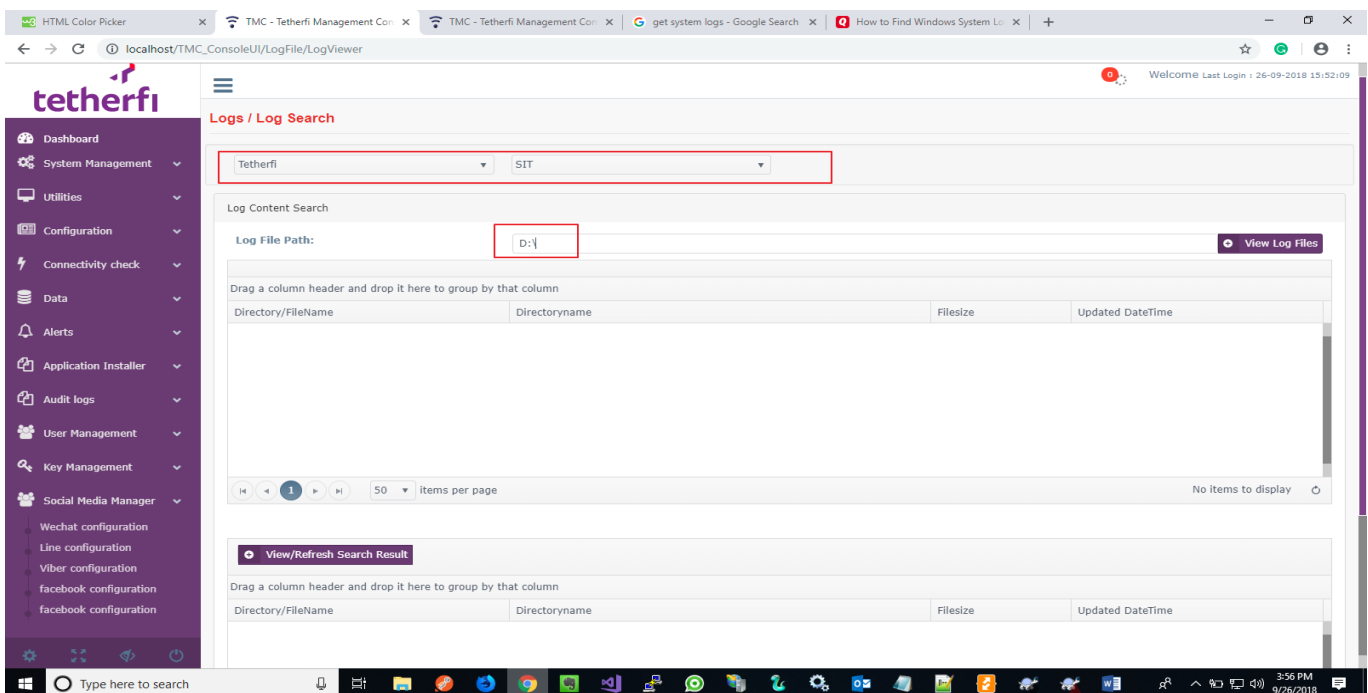 HTML Color Picker
TMC - Tetherfi Management Con
TMC - Tetherfi Management Con
get system logs - Google Search
How to Find Windows System Lo
localhost/TMC_ConsoleUI/LogFile/LogViewer
tetherfi
0
Welcome Last Login : 26-09-2018 15:52:09
Logs / Log Search
Dashboard
System Management
Utilities
Configuration
Connectivity check
Data
Alerts
Application Installer
Audit logs
User Management
Key Management
Social Media Manager
Wechat configuration
Line configuration
Viber configuration
facebook configuration
facebook configuration
Tetherfi
SIT
Log Content Search
Log File Path:
D:\
View Log Files
Drag a column header and drop it here to group by that column
Directory/FileName Directoryname Filesize Updated DateTime
1 50 items per page No items to display
View/Refresh Search Result
Drag a column header and drop it here to group by that column
Directory/FileName Directoryname Filesize Updated DateTime
Type here to search
3:56 PM
9/26/2018